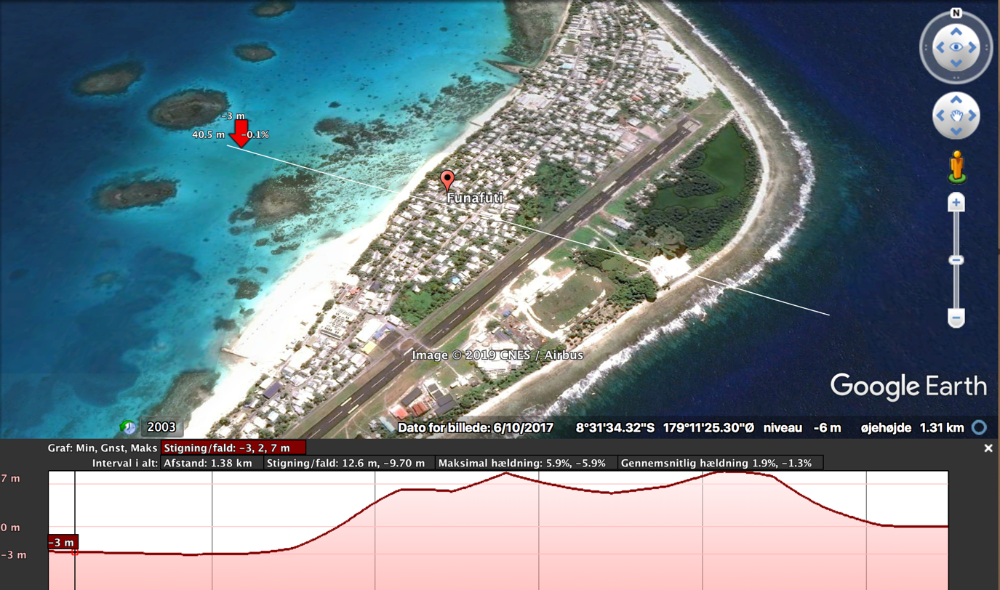 N
-3 m
40.5 m
-0.1%
Funafuti
Image © 2019 CNES / Airbus
Google Earth
2003
Dato for billede: 6/10/2017
8°31'34.32"S 179°11'25.30"Ø niveau -6 m øjehøjde 1.31 km
Graf: Min, Gnst, Maks Stigning/fald: -3, 2, 7 m
Interval i alt: Afstand: 1.38 km Stigning/fald: 12.6 m, -9.70 m Maksimal hældning: 5.9%, -5.9% Gennemsnitlig hældning 1.9%, -1.3%
7 m
0 m
-3 m
-3 m